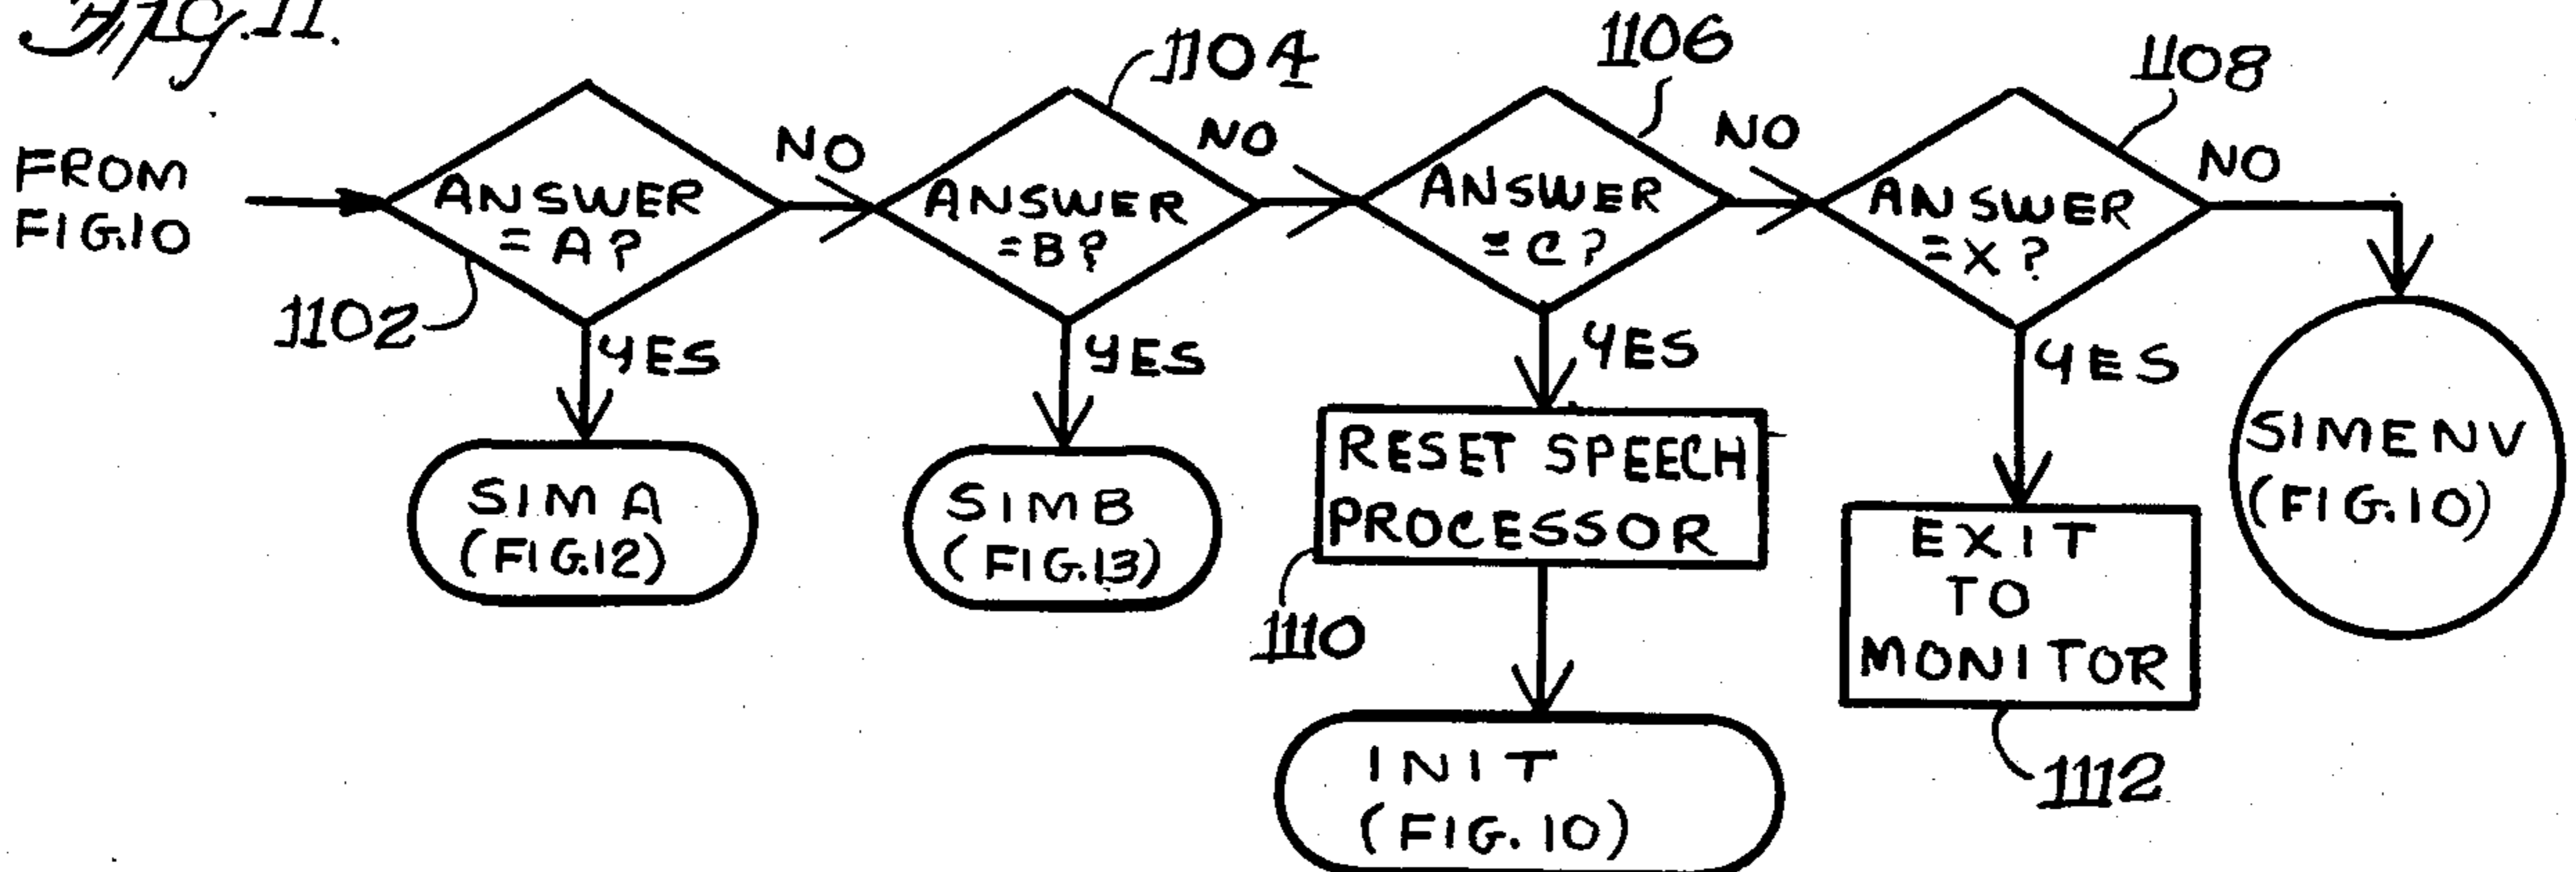 Fig. 11.
FROM
FIG.10
ANSWER
= A?
1102
NO
YES
SIM A
(FIG.12)
1104
ANSWER
=B?
NO
YES
SIMB
(FIG.13)
1106
ANSWER
=C?
NO
YES
RESET SPEECH
PROCESSOR
1110
INIT
(FIG. 10)
1108
ANSWER
=X?
NO
YES
EXIT
TO
MONITOR
1112
SIMENV
(FIG.10)